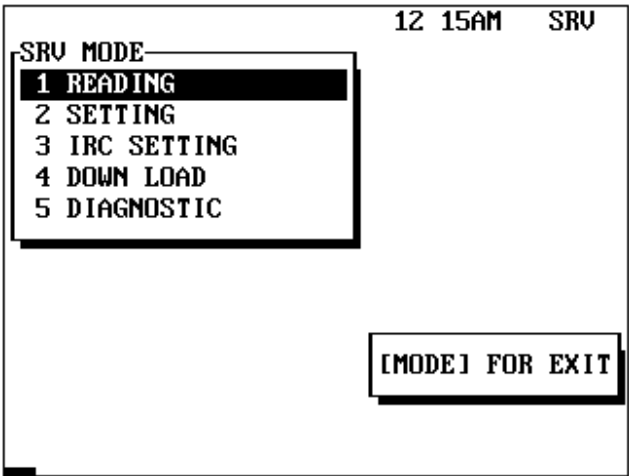 12 15AM SRV
SRV MODE
1 READING
2 SETTING
3 IRC SETTING
4 DOWN LOAD
5 DIAGNOSTIC
[MODE] FOR EXIT